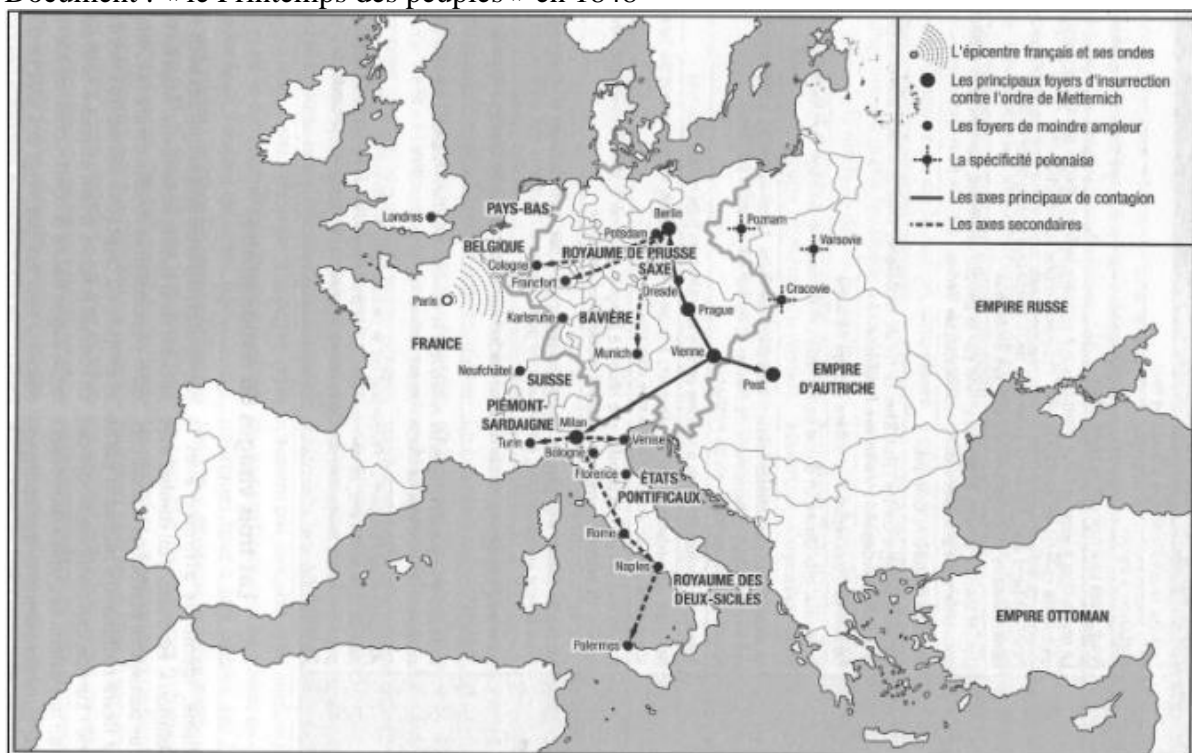 Document : « le Printemps des peuples » en 1848
L'épicentre français et ses ondes
Les principaux foyers d'insurrection
contre l'ordre de Metternich
Les foyers de moindre ampleur
La spécificité polonaise
Les axes principaux de contagion
Les axes secondaires
Londres
PAYS-BAS
Berlin
Poznam
Potsdam
BELGIQUE
ROYAUME DE PRUSSE
Varsovie
Cologne
SAXE
Francfort
Dresde
Cracovie
Paris
EMPIRE RUSSE
Prague
Karlsruhe
BAVIÈRE
FRANCE
Munich
Vienne
Neufchâtel
SUISSE
Pest
EMPIRE
D'AUTRICHE
PIÉMONT-
SARDAIGNE
Milan
Turin
Venise
Bologne
Florence
ÉTATS
PONTIFICAUX
Rome
Naples
ROYAUME DES
DEUX-SICILES
EMPIRE OTTOMAN
Palermes